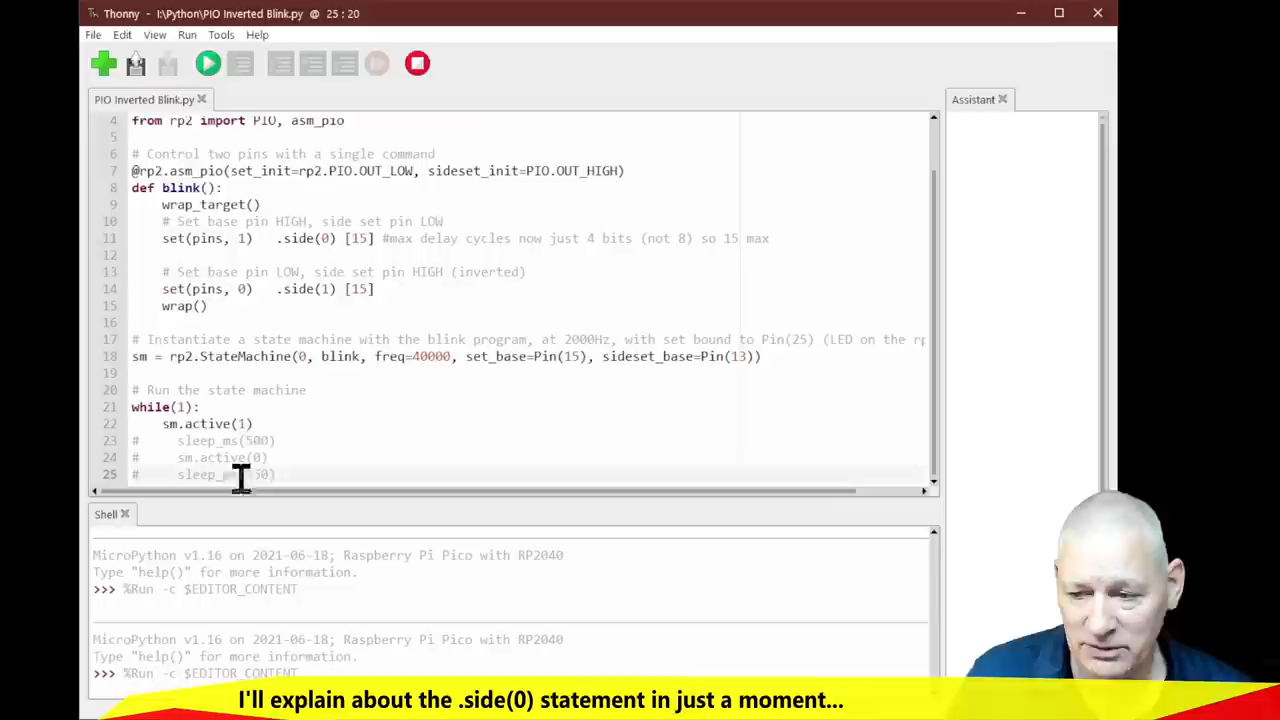 Thonny - I:\Python\PIO Inverted Blink.py @ 25 : 20
File Edit View Run Tools Help
PIO Inverted Blink.py
Assistant
4 from rp2 import PIO, asm_pio
5
6 # Control two pins with a single command
7 @rp2.asm_pio(set_init=rp2.PIO.OUT_LOW, sideset_init=PIO.OUT_HIGH)
8 def blink():
9 wrap_target()
10 # Set base pin HIGH, side set pin LOW
11 set(pins, 1) .side(0) [15] #max delay cycles now just 4 bits (not 8) so 15 max
12
13 # Set base pin LOW, side set pin HIGH (inverted)
14 set(pins, 0) .side(1) [15]
15 wrap()
16
17 # Instantiate a state machine with the blink program, at 2000Hz, with set bound to Pin(25) (LED on the rp
18 sm = rp2.StateMachine(0, blink, freq=40000, set_base=Pin(15), sideset_base=Pin(13))
19
20 # Run the state machine
21 while(1):
22 sm.active(1)
23 # sleep_ms(500)
24 # sm.active(0)
25 #
Shell
MicroPython v1.16 on 2021-06-18; Raspberry Pi Pico with RP2040
Type "help()" for more information.
>>> %Run -c $EDITOR_CONTENT
MicroPython v1.16 on 2021-06-18; Raspberry Pi Pico with RP2040
Type "help()" for more information.
>>> %Run -c $EDITOR_CONTENT
I'll explain about the .side(0) statement in just a moment...